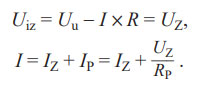 U_iz = U_u − I × R = U_Z,
I = I_Z + I_P = I_Z + U_Z / R_P .